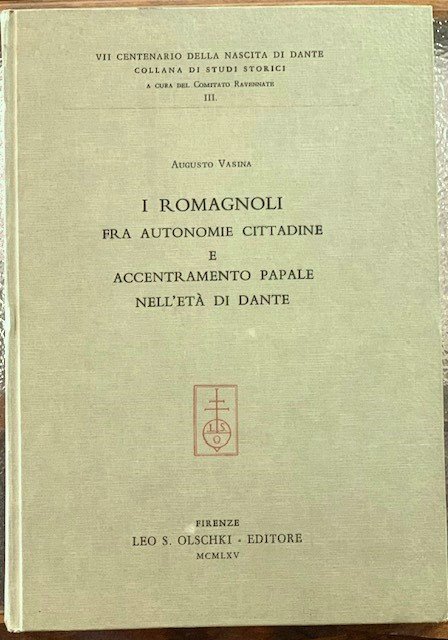 VII CENTENARIO DELLA NASCITA DI DANTE
COLLANA DI STUDI STORICI
A CURA DEL COMITATO RAVENNATE
III.
AUGUSTO VASINA
I ROMAGNOLI
FRA AUTONOMIE CITTADINE
E
ACCENTRAMENTO PAPALE
NELL'ETÀ DI DANTE
L S
O
FIRENZE
LEO S. OLSCHKI - EDITORE
MCMLXV